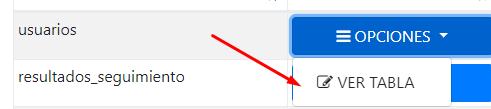 usuarios
OPCIONES
VER TABLA
resultados_seguimiento